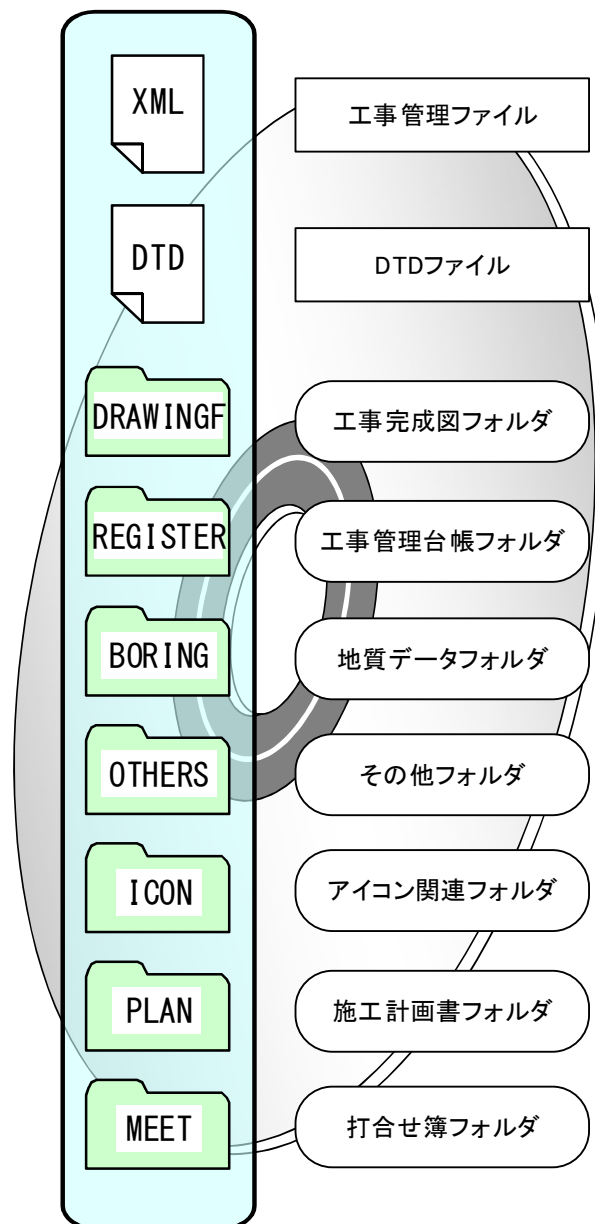 XML
工事管理ファイル
DTD
DTDファイル
DRAWINGF
工事完成図フォルダ
REGISTER
工事管理台帳フォルダ
BORING
地質データフォルダ
OTHERS
その他フォルダ
ICON
アイコン関連フォルダ
PLAN
施工計画書フォルダ
MEET
打合せ簿フォルダ